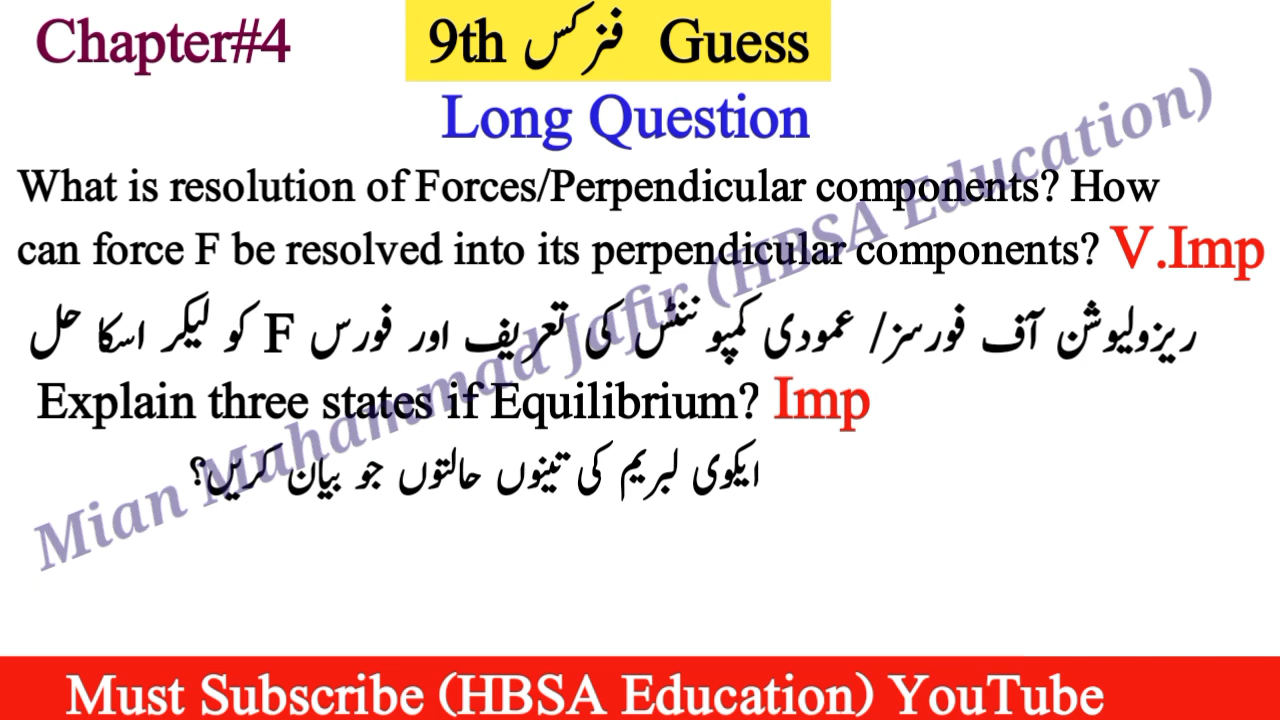 Chapter#4
9th فزکس Guess
Long Question
What is resolution of Forces/Perpendicular components? How
can force F be resolved into its perpendicular components? V.Imp
ریزولیوشن آف فورسز/ عمودی کمپوننٹس کی تعریف اور فورس F کو لیکر اسکا حل
Explain three states if Equilibrium? Imp
ایکوی لبریم کی تینوں حالتوں جو بیان کریں؟
Mian Muhammad Jafir (HBSA Education)
Must Subscribe (HBSA Education) YouTube